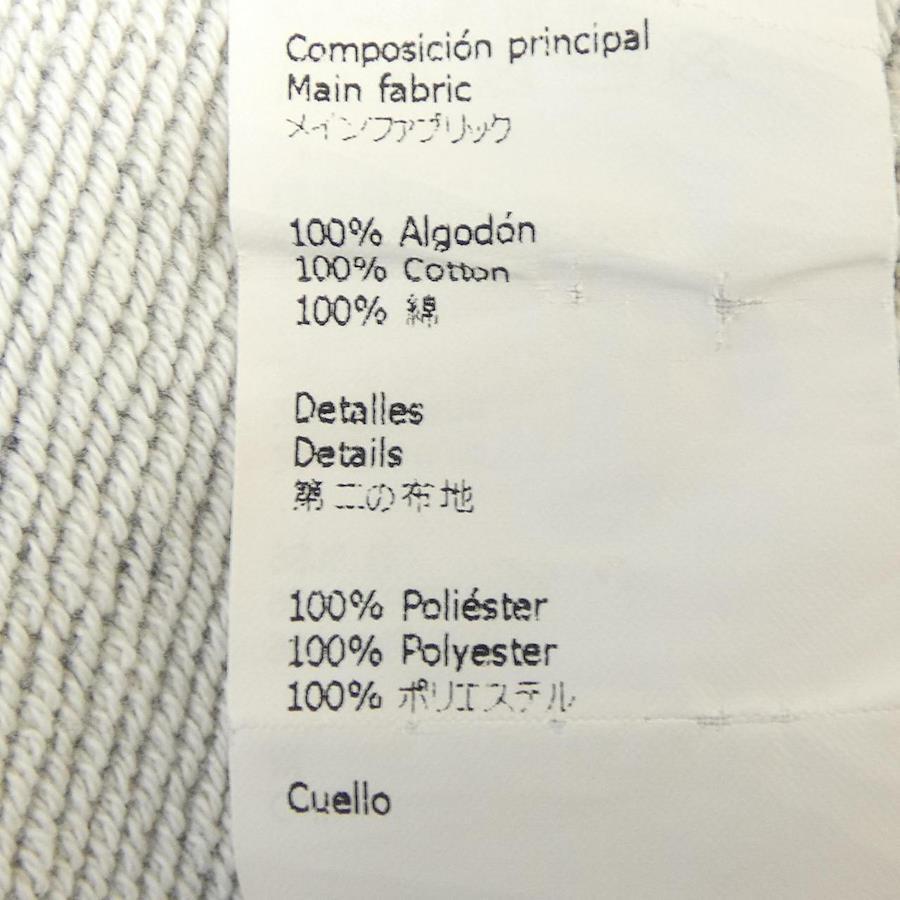 Composición principal
Main fabric
メインファブリック
100% Algodón
100% Cotton
100% 綿
Detalles
Details
第二の布地
100% Poliéster
100% Polyester
100% ポリエステル
Cuello